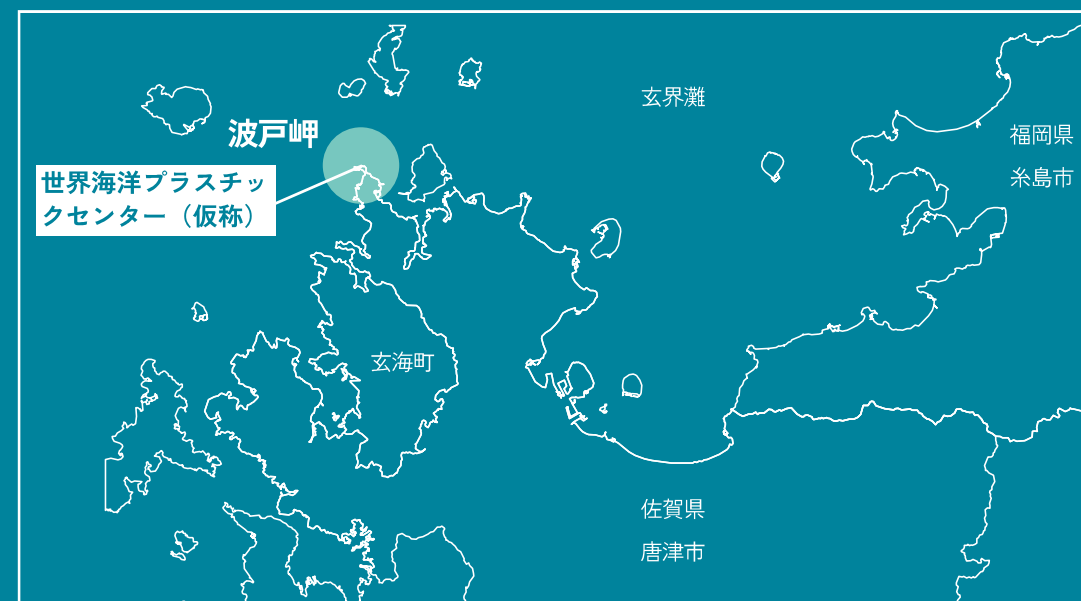 玄界灘
波戸岬
福岡県
糸島市
世界海洋プラスチッ
クセンター（仮称）
玄海町
佐賀県
唐津市